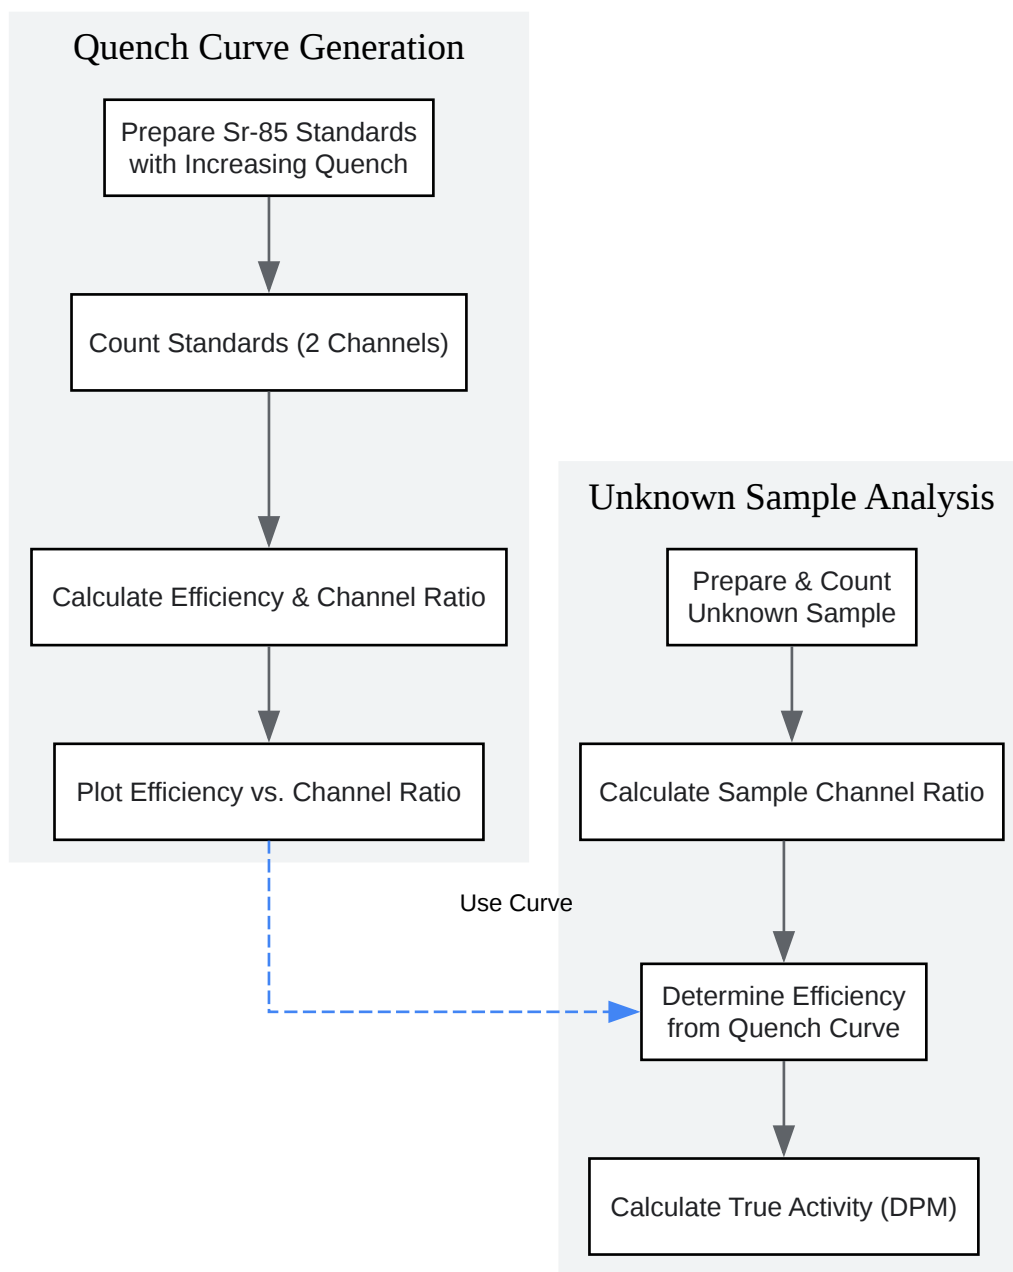 Quench Curve Generation
Prepare Sr-85 Standards
with Increasing Quench
Count Standards (2 Channels)
Calculate Efficiency & Channel Ratio
Plot Efficiency vs. Channel Ratio
Use Curve
Unknown Sample Analysis
Prepare & Count
Unknown Sample
Calculate Sample Channel Ratio
Determine Efficiency
from Quench Curve
Calculate True Activity (DPM)